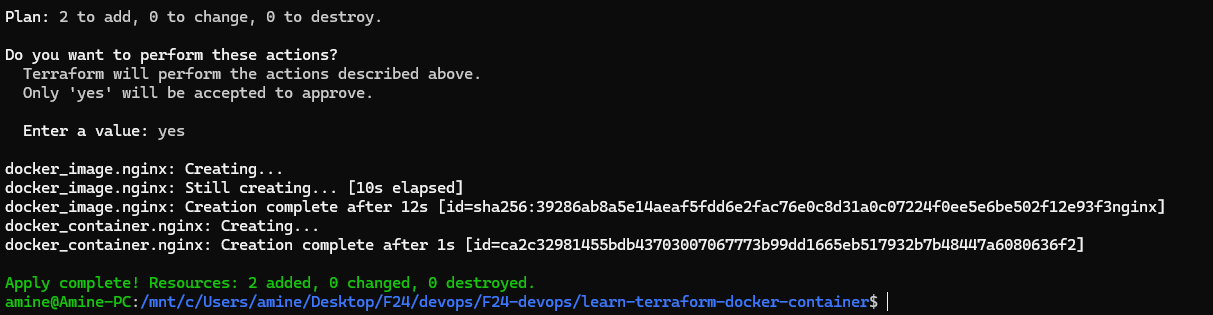 Plan: 2 to add, 0 to change, 0 to destroy.
Do you want to perform these actions?
Terraform will perform the actions described above.
Only 'yes' will be accepted to approve.
Enter a value: yes
docker_image.nginx: Creating...
docker_image.nginx: Still creating... [10s elapsed]
docker_image.nginx: Creation complete after 12s [id=sha256:39286ab8a5e14aeaf5fdd6e2fac76e0c8d31a0c07224f0ee5e6be502f12e93f3nginx]
docker_container.nginx: Creating...
docker_container.nginx: Creation complete after 1s [id=ca2c32981455bdb43703007067773b99dd1665eb517932b7b48447a6080636f2]
Apply complete! Resources: 2 added, 0 changed, 0 destroyed.
amine@Amine-PC:/mnt/c/Users/amine/Desktop/F24/devops/F24-devops/learn-terraform-docker-container$